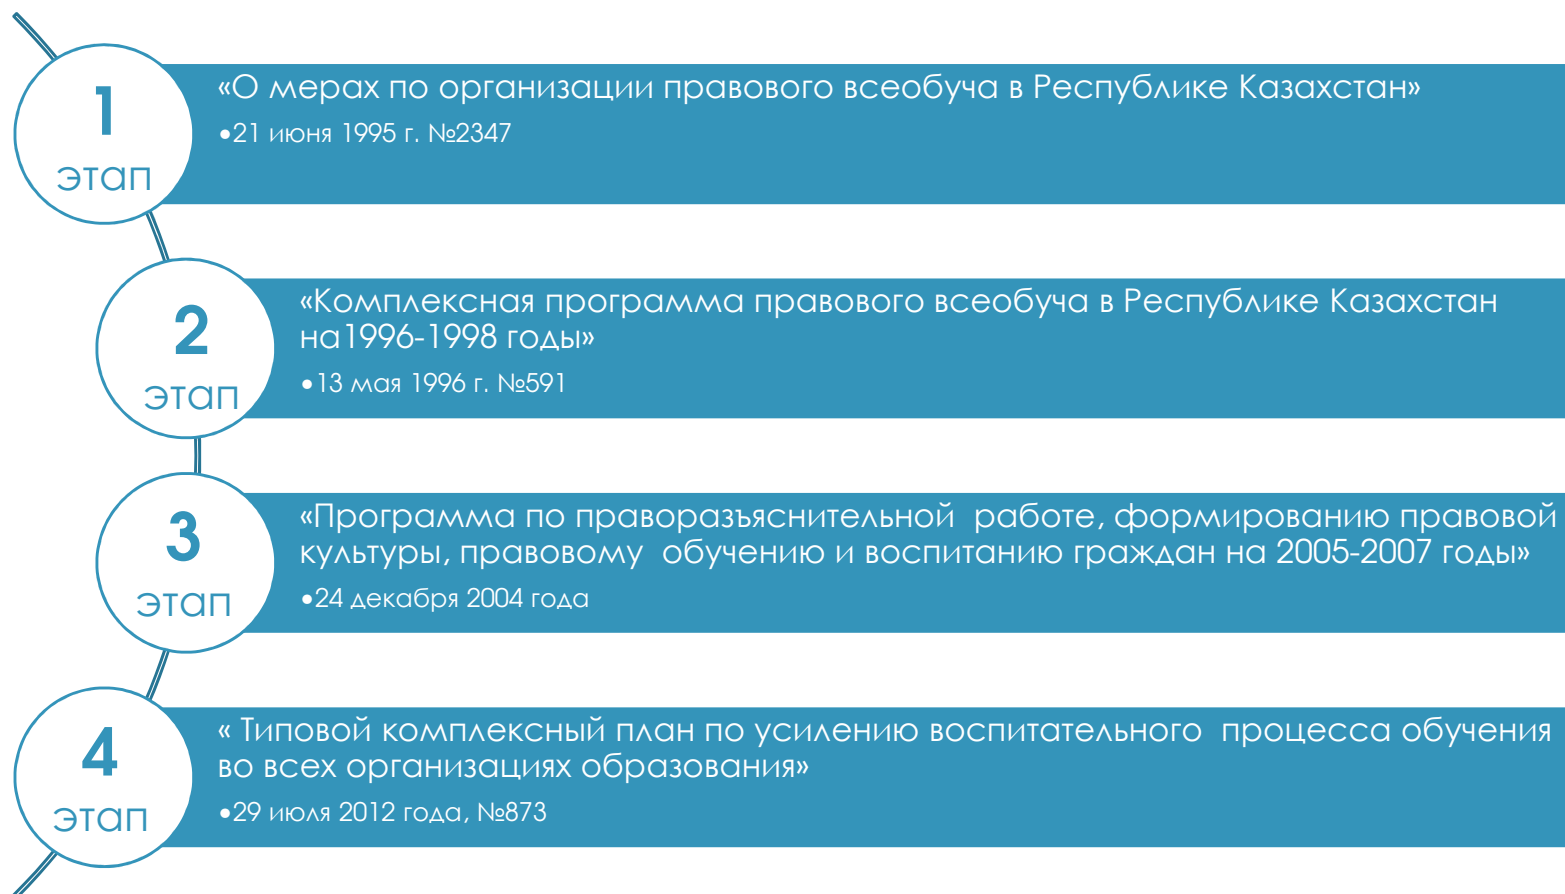 1
этап
«О мерах по организации правового всеобуча в Республике Казахстан»
•21 июня 1995 г. №2347
2
этап
«Комплексная программа правового всеобуча в Республике Казахстан
на1996-1998 годы»
•13 мая 1996 г. №591
3
этап
«Программа по праворазъяснительной  работе, формированию правовой
культуры, правовому  обучению и воспитанию граждан на 2005-2007 годы»
•24 декабря 2004 года
4
этап
« Типовой комплексный план по усилению воспитательного  процесса обучения
во всех организациях образования»
•29 июля 2012 года, №873